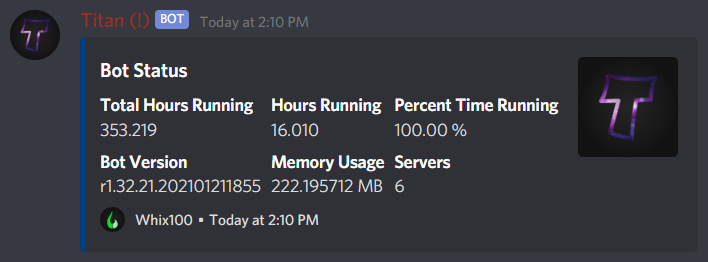 Titan (!) BOT Today at 2:10 PM
Bot Status
Total Hours Running Hours Running Percent Time Running
353.219 16.010 100.00 %
Bot Version Memory Usage Servers
r1.32.21.202101211855 222.195712 MB 6
Whix100 • Today at 2:10 PM